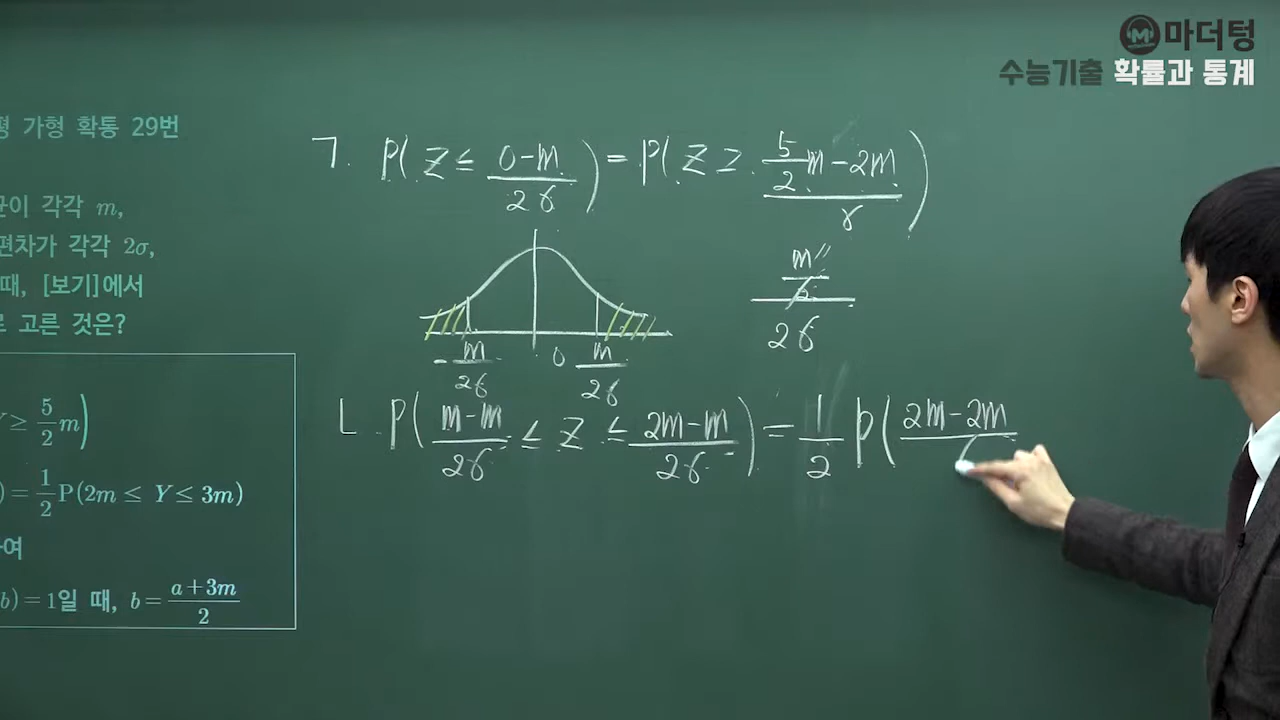 마더텅
수능기출 확률과 통계
평 가형 확통 29번
균이 각각 m,
편차가 각각 2σ,
때, [보기]에서
로 고른 것은?
Y ≥ 5/2 m)
) = 1/2 P(2m ≤ Y ≤ 3m)
하여
b) = 1일 때, b = (a+3m)/2
ㄱ. P( Z ≤ (0-m)/2σ ) = P( Z ≥ (5/2 m - 2m)/σ )
m/2σ
-m/2σ 0 m/2σ
ㄴ. P( (m-m)/2σ ≤ Z ≤ (2m-m)/2σ ) = 1/2 P( (2m-2m)/